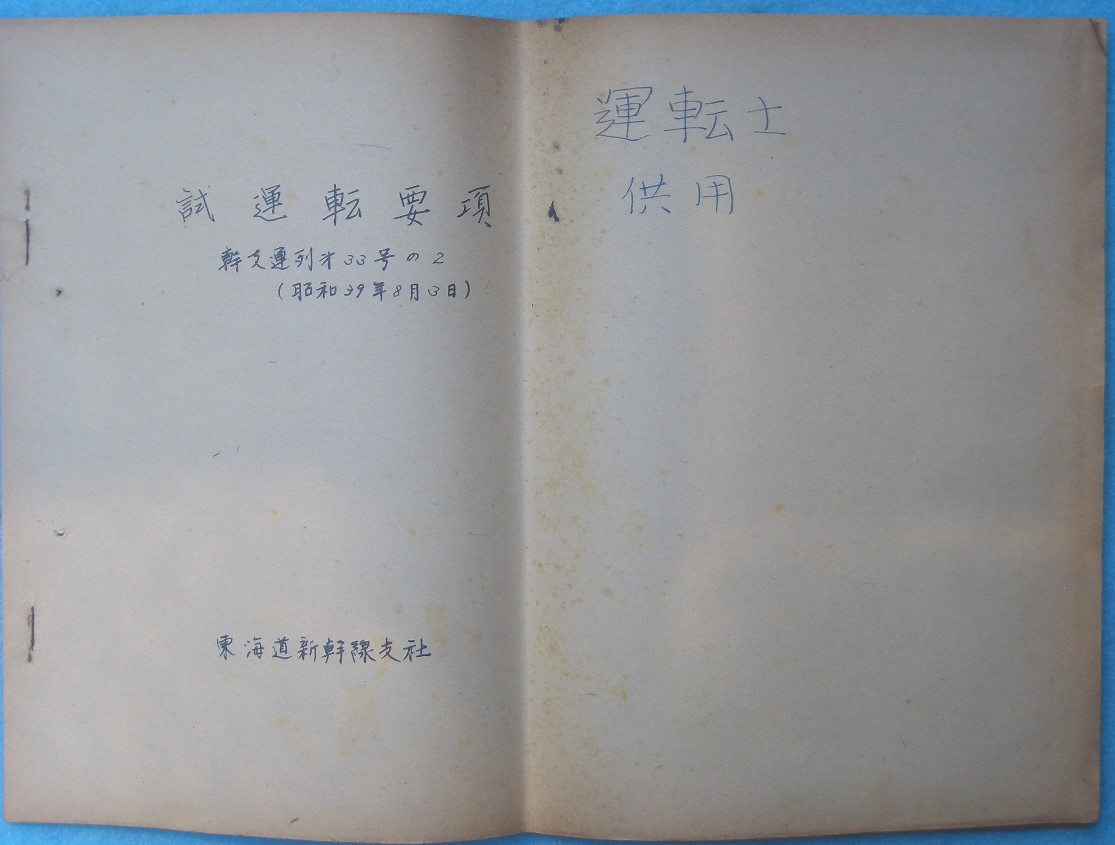 試運転要項
幹支運列才33号の2
(昭和39年8月13日)
東海道新幹線支社
運転士
供用